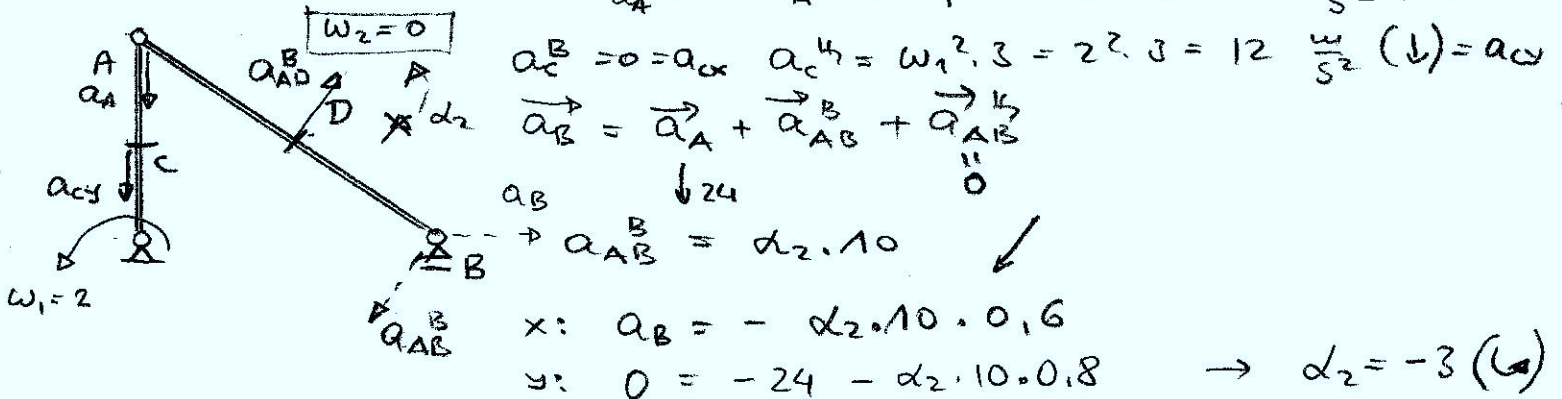 ω₂ = 0
A
a_A
a_AD^B
D
α₂
C
a_cy
ω₁ = 2
B
a_B
a_AB^B
a_c^B = 0 = a_cx a_c^n = ω₁² · 3 = 2² · 3 = 12 m/s² (↓) = a_cy
a_B = a_A + a_AB^B + a_AB^n
↓ 24
0
a_AB^B = α₂ · 10
x: a_B = - α₂ · 10 · 0,6
y: 0 = - 24 - α₂ · 10 · 0,8 → α₂ = -3